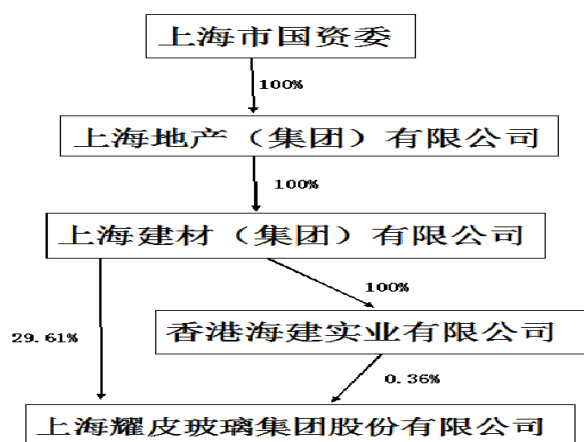 上海市国资委
100%
上海地产（集团）有限公司
100%
上海建材（集团）有限公司
100%
29.61%
香港海建实业有限公司
0.36%
上海耀皮玻璃集团股份有限公司